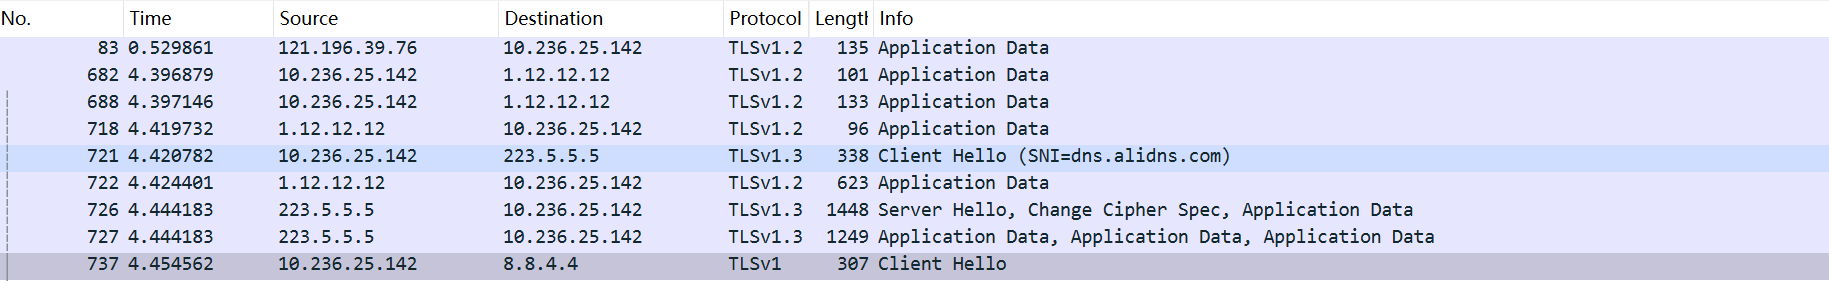 No. Time Source Destination Protocol Length Info
83 0.529861 121.196.39.76 10.236.25.142 TLSv1.2 135 Application Data
682 4.396879 10.236.25.142 1.12.12.12 TLSv1.2 101 Application Data
688 4.397146 10.236.25.142 1.12.12.12 TLSv1.2 133 Application Data
718 4.419732 1.12.12.12 10.236.25.142 TLSv1.2 96 Application Data
721 4.420782 10.236.25.142 223.5.5.5 TLSv1.3 338 Client Hello (SNI=dns.alidns.com)
722 4.424401 1.12.12.12 10.236.25.142 TLSv1.2 623 Application Data
726 4.444183 223.5.5.5 10.236.25.142 TLSv1.3 1448 Server Hello, Change Cipher Spec, Application Data
727 4.444183 223.5.5.5 10.236.25.142 TLSv1.3 1249 Application Data, Application Data, Application Data
737 4.454562 10.236.25.142 8.8.4.4 TLSv1 307 Client Hello